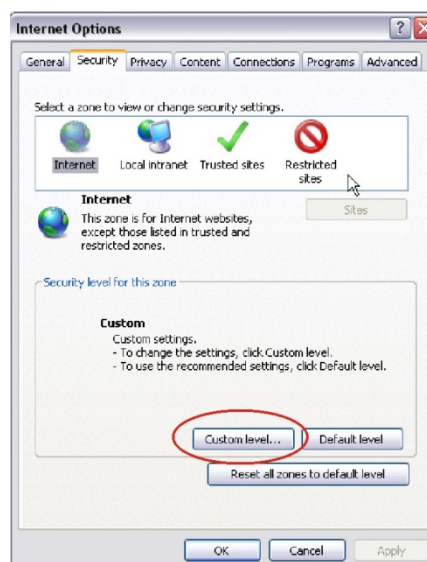 Internet Options
General Security Privacy Content Connections Programs Advanced
Select a zone to view or change security settings.
Internet Local intranet Trusted sites Restricted sites
Internet
Sites
This zone is for Internet websites,
except those listed in trusted and
restricted zones.
Security level for this zone
Custom
Custom settings.
- To change the settings, click Custom level.
- To use the recommended settings, click Default level.
Custom level... Default level
Reset all zones to default level
OK Cancel Apply